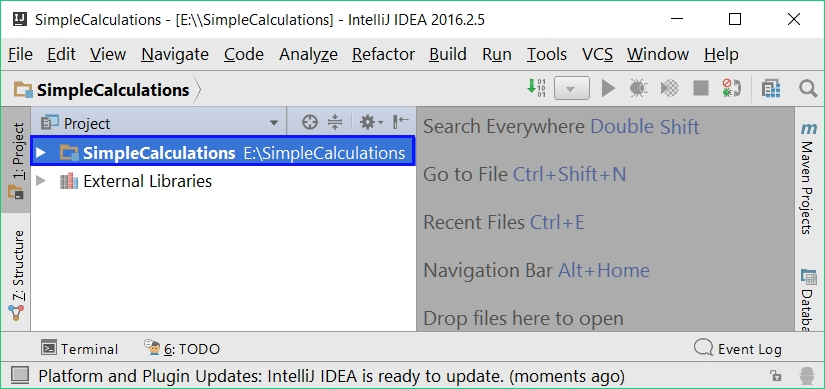 SimpleCalculations - [E:\\SimpleCalculations] - IntelliJ IDEA 2016.2.5
File Edit View Navigate Code Analyze Refactor Build Run Tools VCS Window Help
SimpleCalculations
1: Project
Project
SimpleCalculations E:\SimpleCalculations
External Libraries
Z: Structure
Search Everywhere Double Shift
Go to File Ctrl+Shift+N
Recent Files Ctrl+E
Navigation Bar Alt+Home
Drop files here to open
Maven Projects
Databa
Terminal 6: TODO Event Log
Platform and Plugin Updates: IntelliJ IDEA is ready to update. (moments ago)